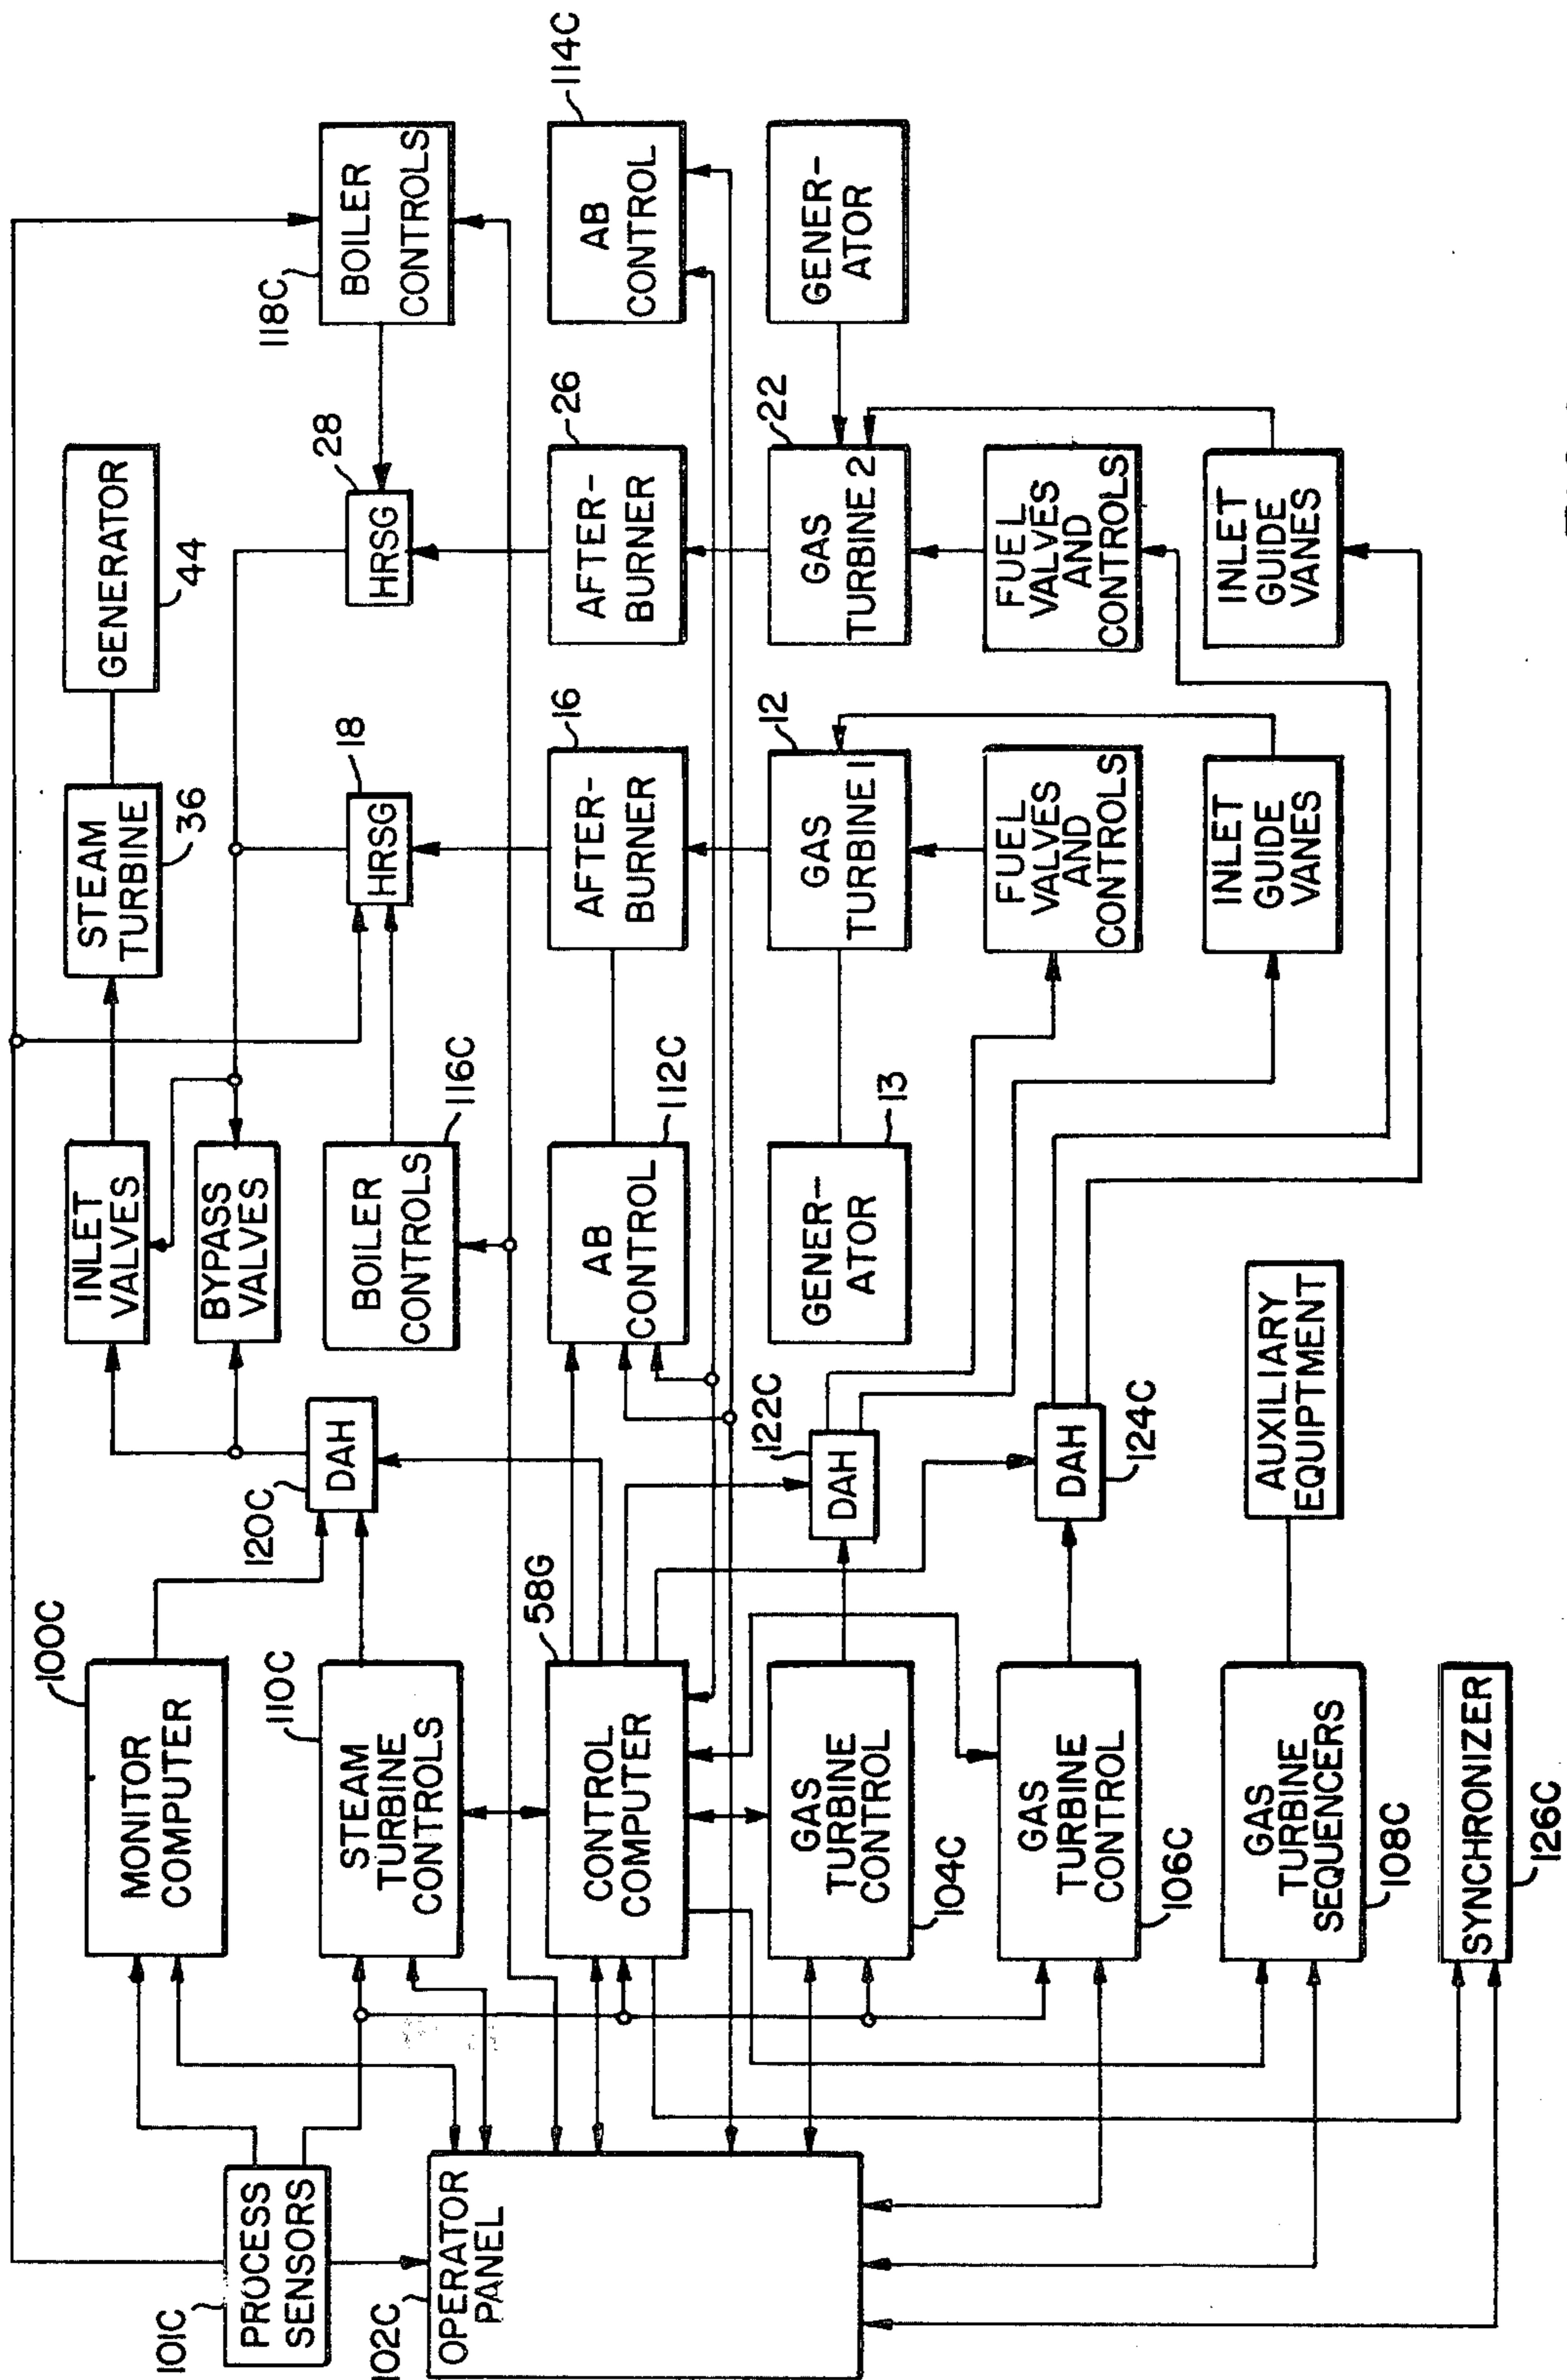 101C
PROCESS
SENSORS
102C
OPERATOR
PANEL
100C
MONITOR
COMPUTER
110C
STEAM
TURBINE
CONTROLS
58G
CONTROL
COMPUTER
GAS
TURBINE
CONTROL
104C
GAS
TURBINE
CONTROL
106C
GAS
TURBINE
SEQUENCERS
108C
SYNCHRONIZER
126C
120C
DAH
122C
DAH
DAH
124C
AUXILIARY
EQUIPTMENT
INLET
VALVES
BYPASS
VALVES
BOILER
CONTROLS
116C
AB
CONTROL
112C
GENER-
ATOR
13
STEAM
TURBINE
36
GENERATOR
44
18
HRSG
28
HRSG
118C
BOILER
CONTROLS
16
AFTER-
BURNER
26
AFTER-
BURNER
AB
CONTROL
114C
12
GAS
TURBINE 1
22
GAS
TURBINE 2
GENER-
ATOR
FUEL
VALVES
AND
CONTROLS
FUEL
VALVES
AND
CONTROLS
INLET
GUIDE
VANES
INLET
GUIDE
VANES